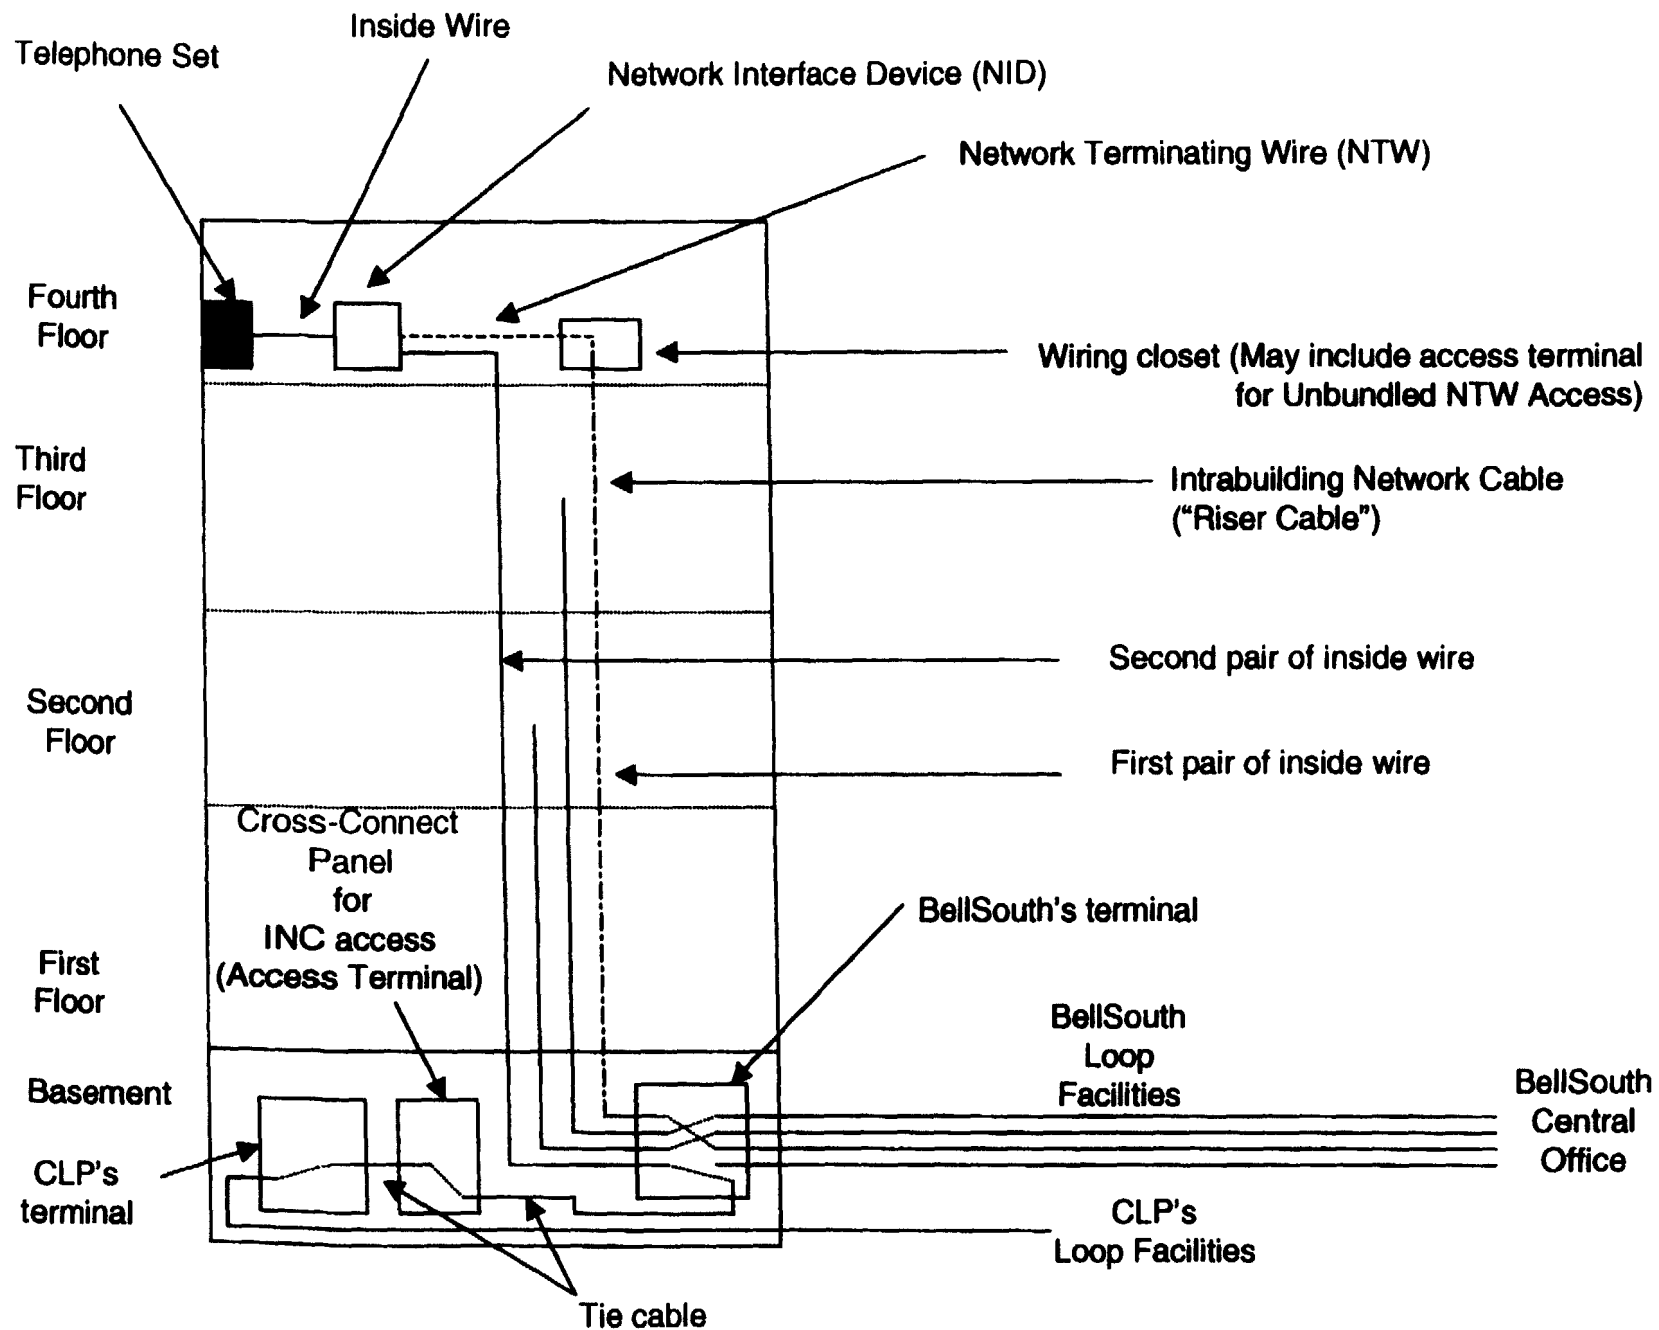 Inside Wire
Telephone Set
Network Interface Device (NID)
Network Terminating Wire (NTW)
Fourth
Floor
Wiring closet (May include access terminal
for Unbundled NTW Access)
Third
Floor
Intrabuilding Network Cable
("Riser Cable")
Second pair of inside wire
Second
Floor
First pair of inside wire
Cross-Connect
Panel
for
INC access
(Access Terminal)
BellSouth's terminal
First
Floor
BellSouth
Loop
Facilities
Basement
BellSouth
Central
Office
CLP's
terminal
CLP's
Loop Facilities
Tie cable